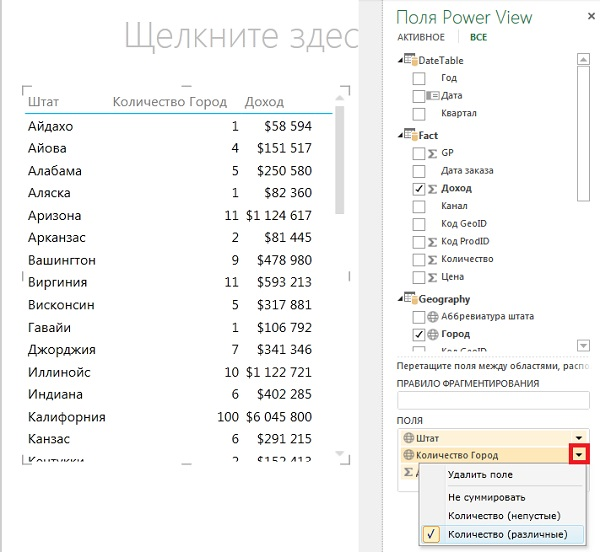 Щелкните здес
Штат Количество Город Доход
Айдахо 1 $58 594
Айова 4 $151 517
Алабама 5 $250 580
Аляска 1 $82 360
Аризона 11 $1 124 617
Арканзас 2 $81 445
Вашингтон 9 $478 980
Виргиния 11 $593 213
Висконсин 5 $317 881
Гавайи 1 $106 792
Джорджия 7 $341 346
Иллинойс 10 $1 122 721
Индиана 6 $402 285
Калифорния 100 $6 045 800
Канзас 6 $291 215
Кентукки 2 $152 413
Поля Power View
АКТИВНОЕ ВСЕ
DateTable
Год
Дата
Квартал
Fact
GP
Дата заказа
Доход
Канал
Код GeoID
Код ProdID
Количество
Цена
Geography
Аббревиатура штата
Город
Код GeoID
Перетащите поля между областями, распо
ПРАВИЛО ФРАГМЕНТИРОВАНИЯ
ПОЛЯ
Штат
Количество Город
Удалить поле
Не суммировать
Количество (непустые)
Количество (различные)